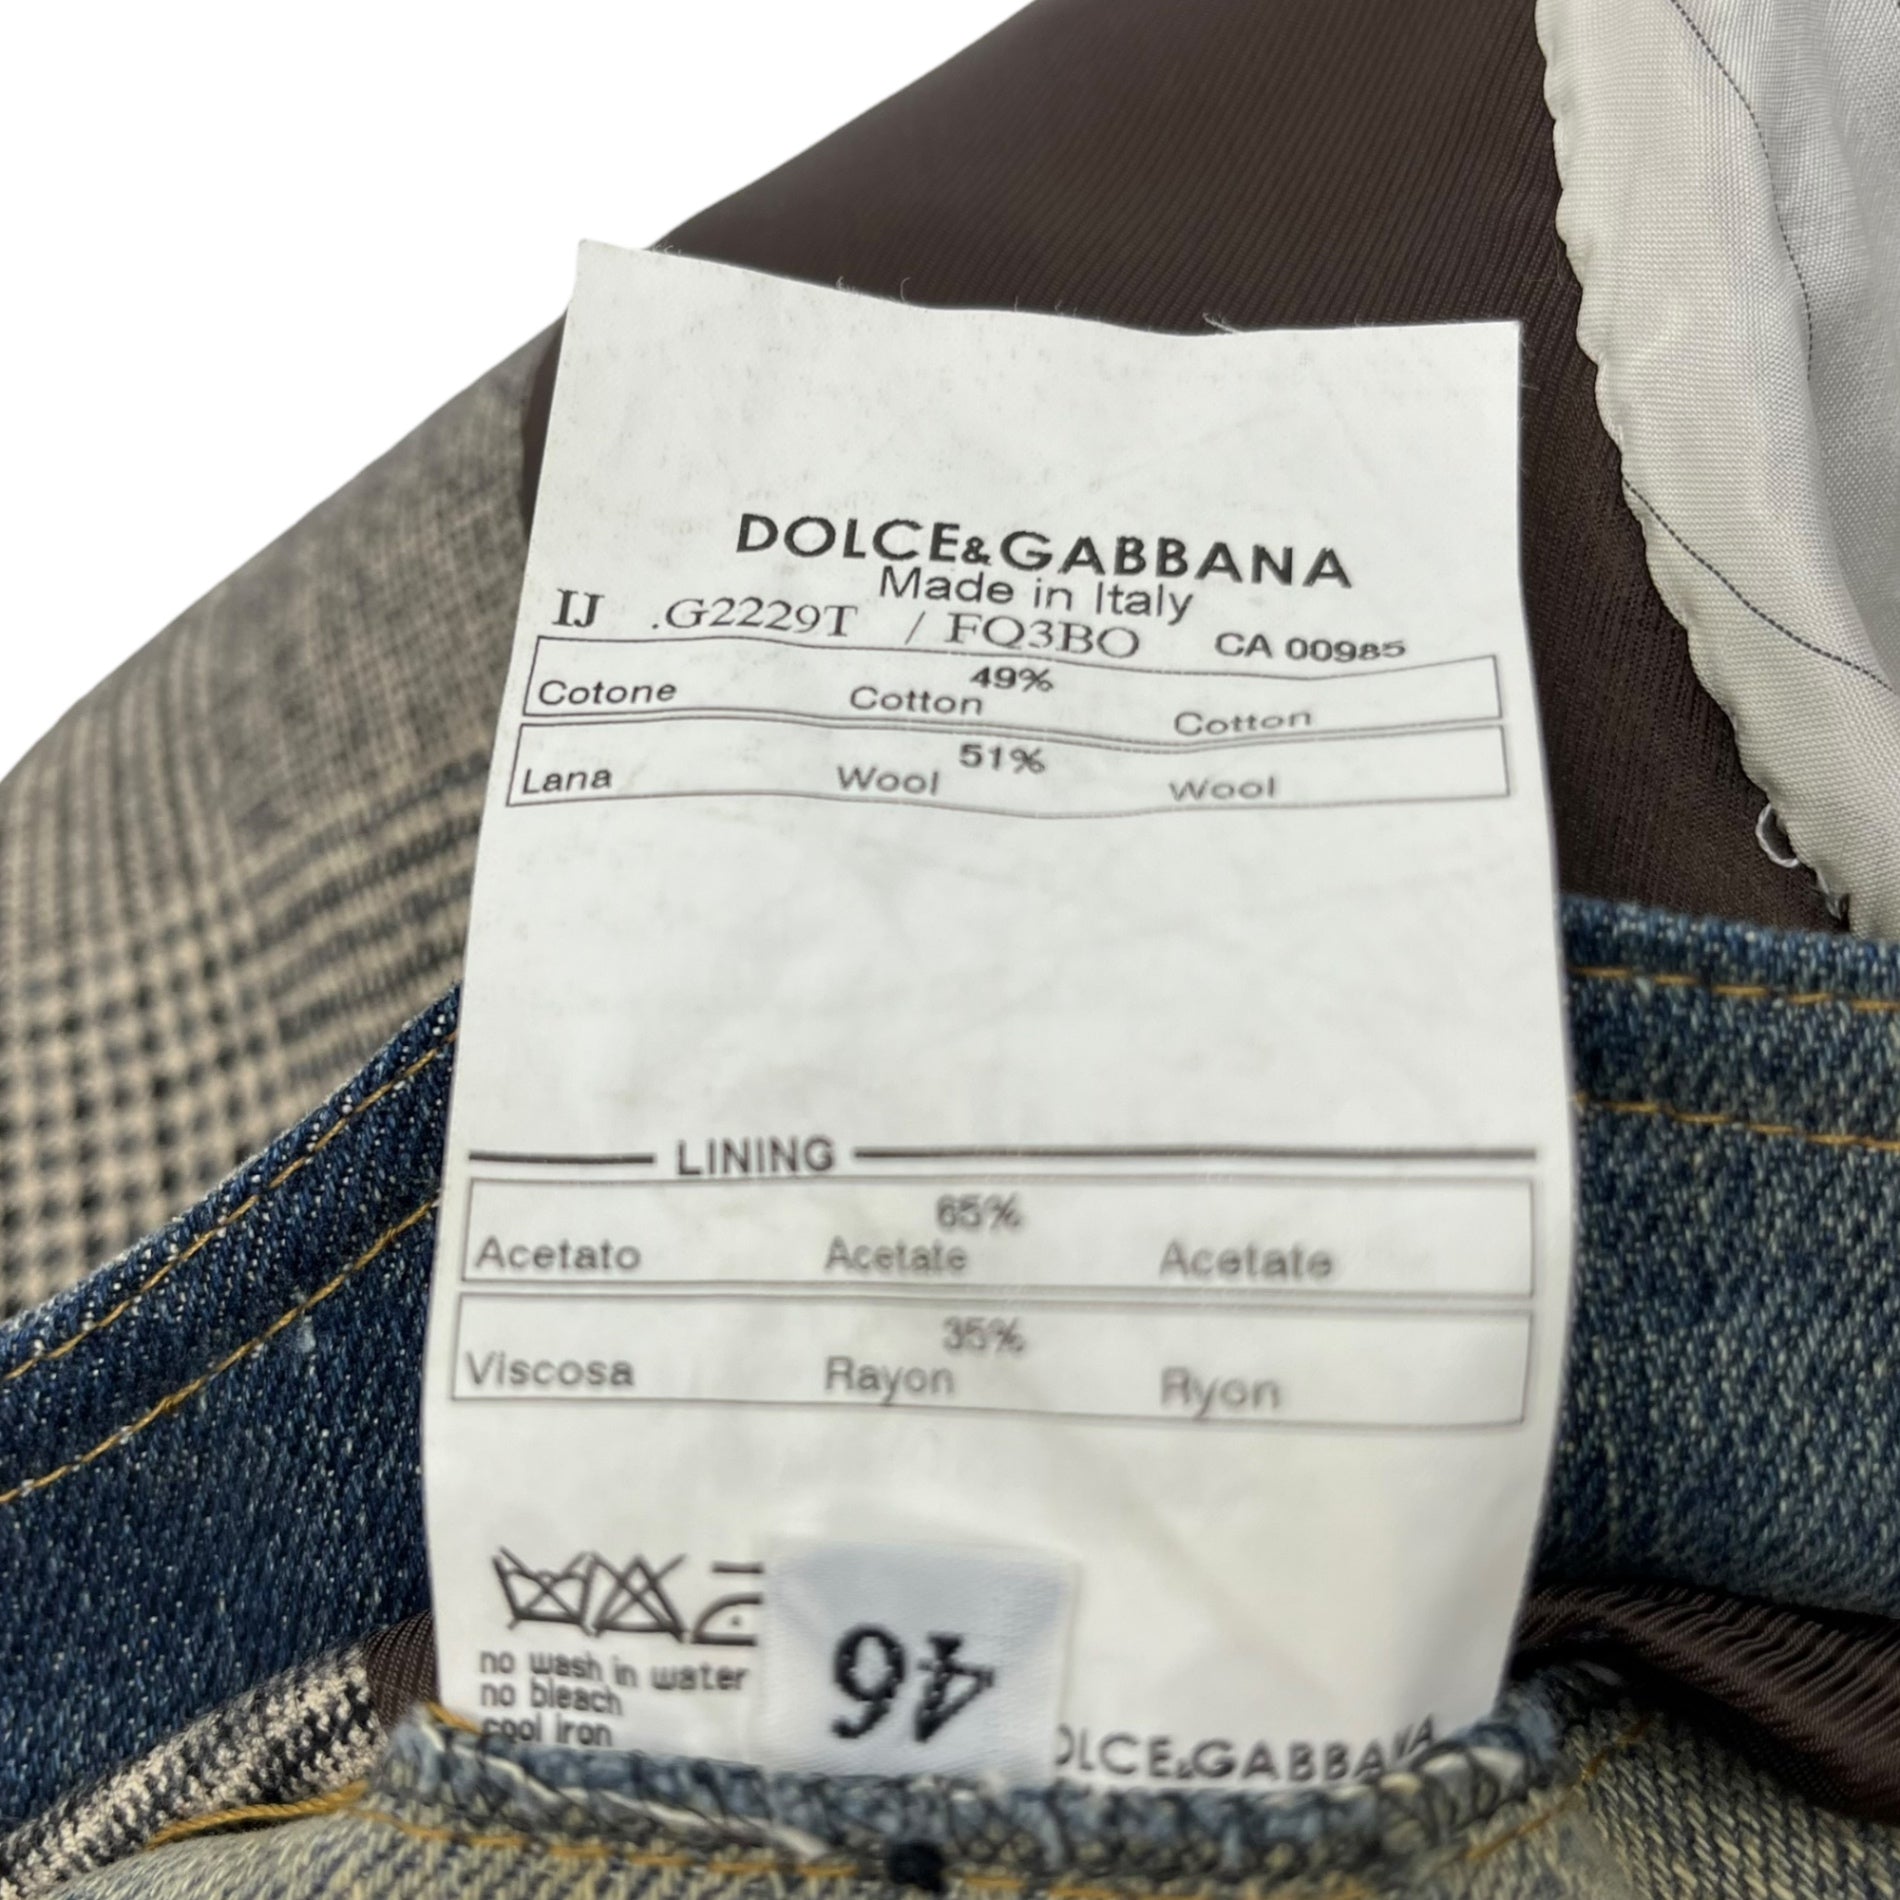 DOLCE&GABBANA
Made in Italy
IJ .G2229T / FQ3BO CA 00985
49%
Cotone Cotton Cotton
51%
Lana Wool Wool
LINING
65%
Acetato Acetate Acetate
35%
Viscosa Rayon Ryon
46
no wash in water
no bleach
cool iron
DOLCE&GABBANA